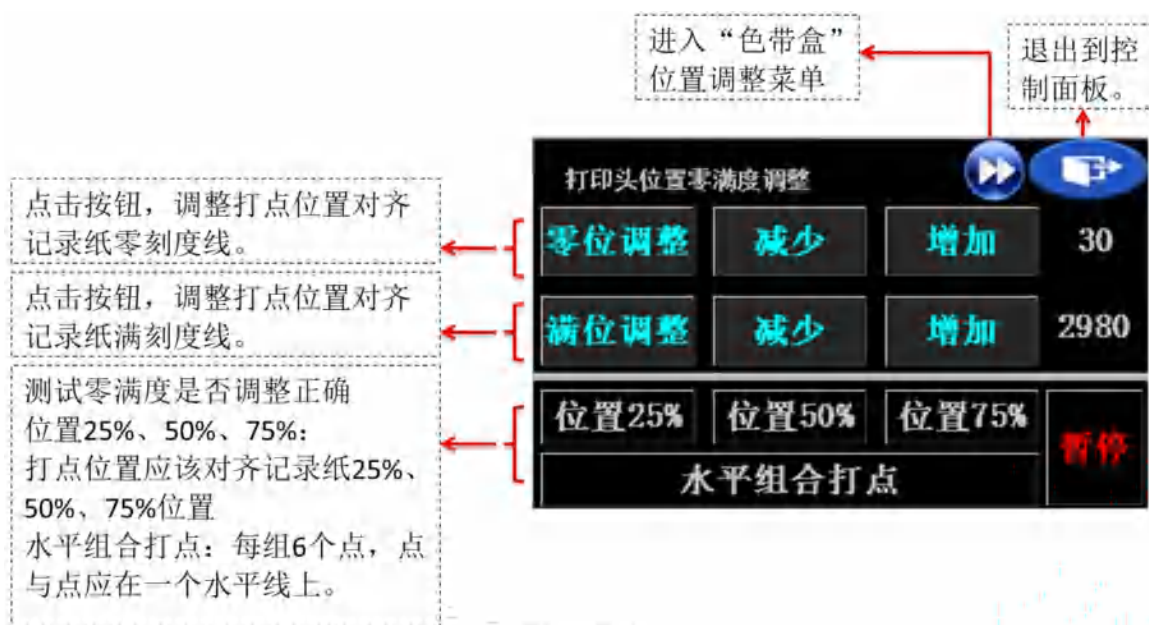 进入“色带盒”
位置调整菜单
退出到控
制面板。
打印头位置零满度调整
点击按钮，调整打点位置对齐
记录纸零刻度线。
零位调整 减少 增加 30
点击按钮，调整打点位置对齐
记录纸满刻度线。
满位调整 减少 增加 2980
测试零满度是否调整正确
位置25%、50%、75%：
打点位置应该对齐记录纸25%、
50%、75%位置
水平组合打点：每组6个点，点
与点应在一个水平线上。
位置25% 位置50% 位置75%
暂停
水平组合打点